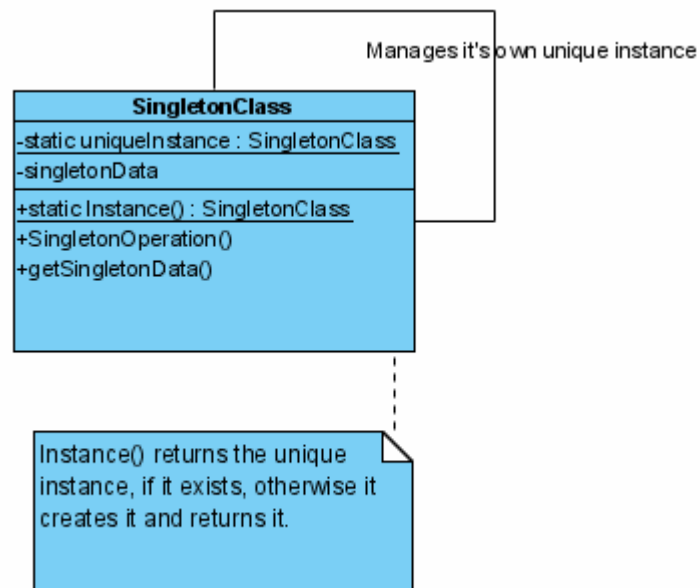 Manages it's own unique instance
SingletonClass
-static uniqueInstance : SingletonClass
-singletonData
+static Instance() : SingletonClass
+SingletonOperation()
+getSingletonData()
Instance() returns the unique
instance, if it exists, otherwise it
creates it and returns it.